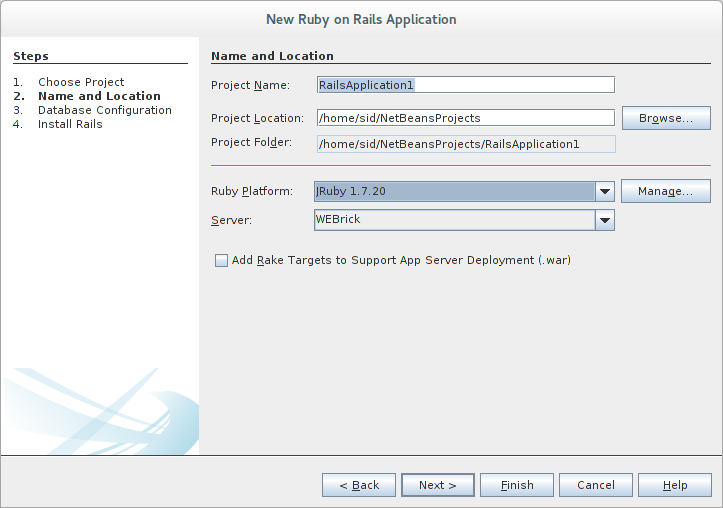 New Ruby on Rails Application
Steps
1. Choose Project
2. Name and Location
3. Database Configuration
4. Install Rails
Name and Location
Project Name: RailsApplication1
Project Location: /home/sid/NetBeansProjects Browse...
Project Folder: /home/sid/NetBeansProjects/RailsApplication1
Ruby Platform: JRuby 1.7.20 Manage...
Server: WEBrick
Add Rake Targets to Support App Server Deployment (.war)
< Back Next > Finish Cancel Help